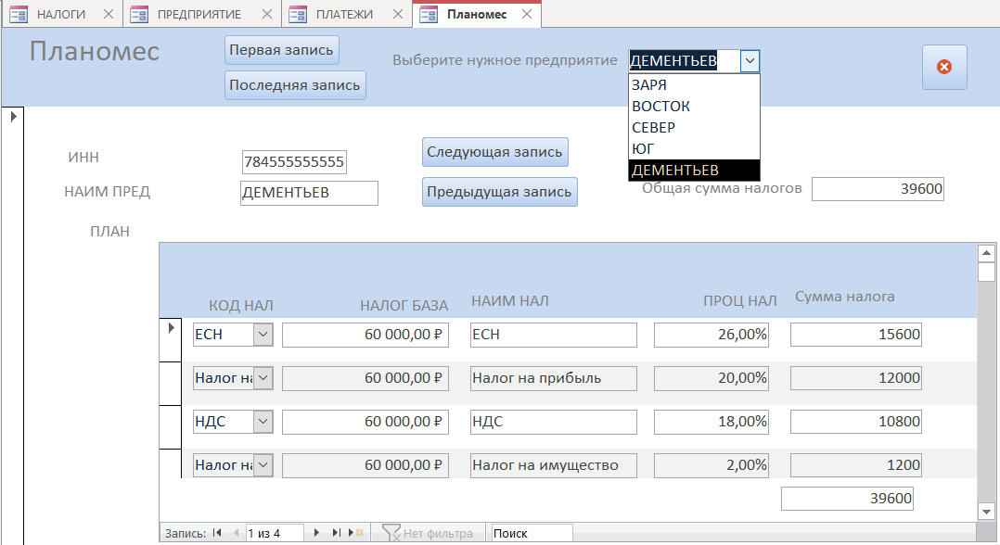 НАЛОГИ ПРЕДПРИЯТИЕ ПЛАТЕЖИ Планомес
Планомес
Первая запись
Последняя запись
Выберите нужное предприятие ДЕМЕНТЬЕВ
ЗАРЯ
ВОСТОК
СЕВЕР
ЮГ
ДЕМЕНТЬЕВ
ИНН 784555555555 Следующая запись
НАИМ ПРЕД ДЕМЕНТЬЕВ Предыдущая запись Общая сумма налогов 39600
ПЛАН
КОД НАЛ НАЛОГ БАЗА НАИМ НАЛ ПРОЦ НАЛ Сумма налога
ЕСН 60 000,00 ₽ ЕСН 26,00% 15600
Налог на 60 000,00 ₽ Налог на прибыль 20,00% 12000
НДС 60 000,00 ₽ НДС 18,00% 10800
Налог на 60 000,00 ₽ Налог на имущество 2,00% 1200
39600
Запись: 1 из 4 Нет фильтра Поиск